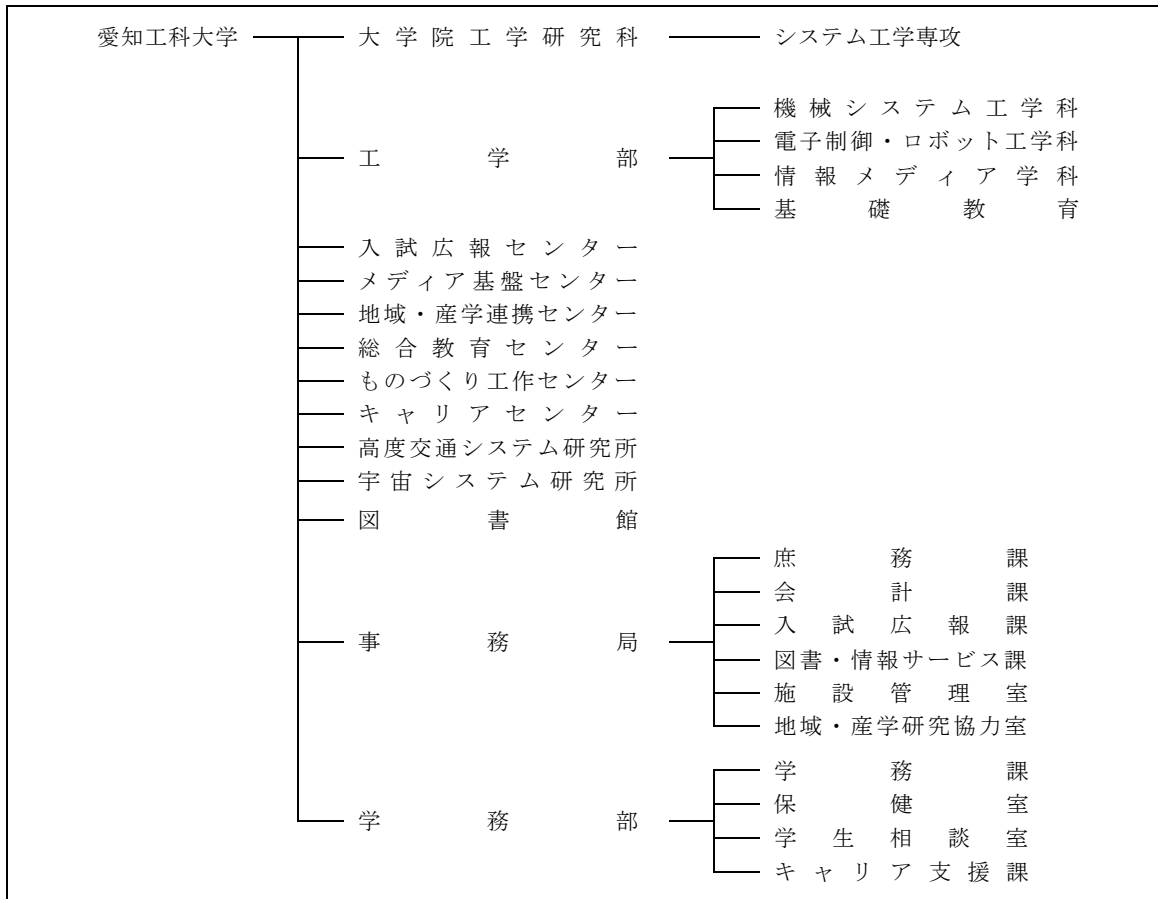 愛知工科大学 大学院工学研究科 システム工学専攻
機械システム工学科
電子制御・ロボット工学科
工学部
情報メディア学科
基礎教育
入試広報センター
メディア基盤センター
地域・産学連携センター
総合教育センター
ものづくり工作センター
キャリアセンター
高度交通システム研究所
宇宙システム研究所
図書館
庶務課
会計課
入試広報課
事務局
図書・情報サービス課
施設管理室
地域・産学研究協力室
学務課
保健室
学務部
学生相談室
キャリア支援課